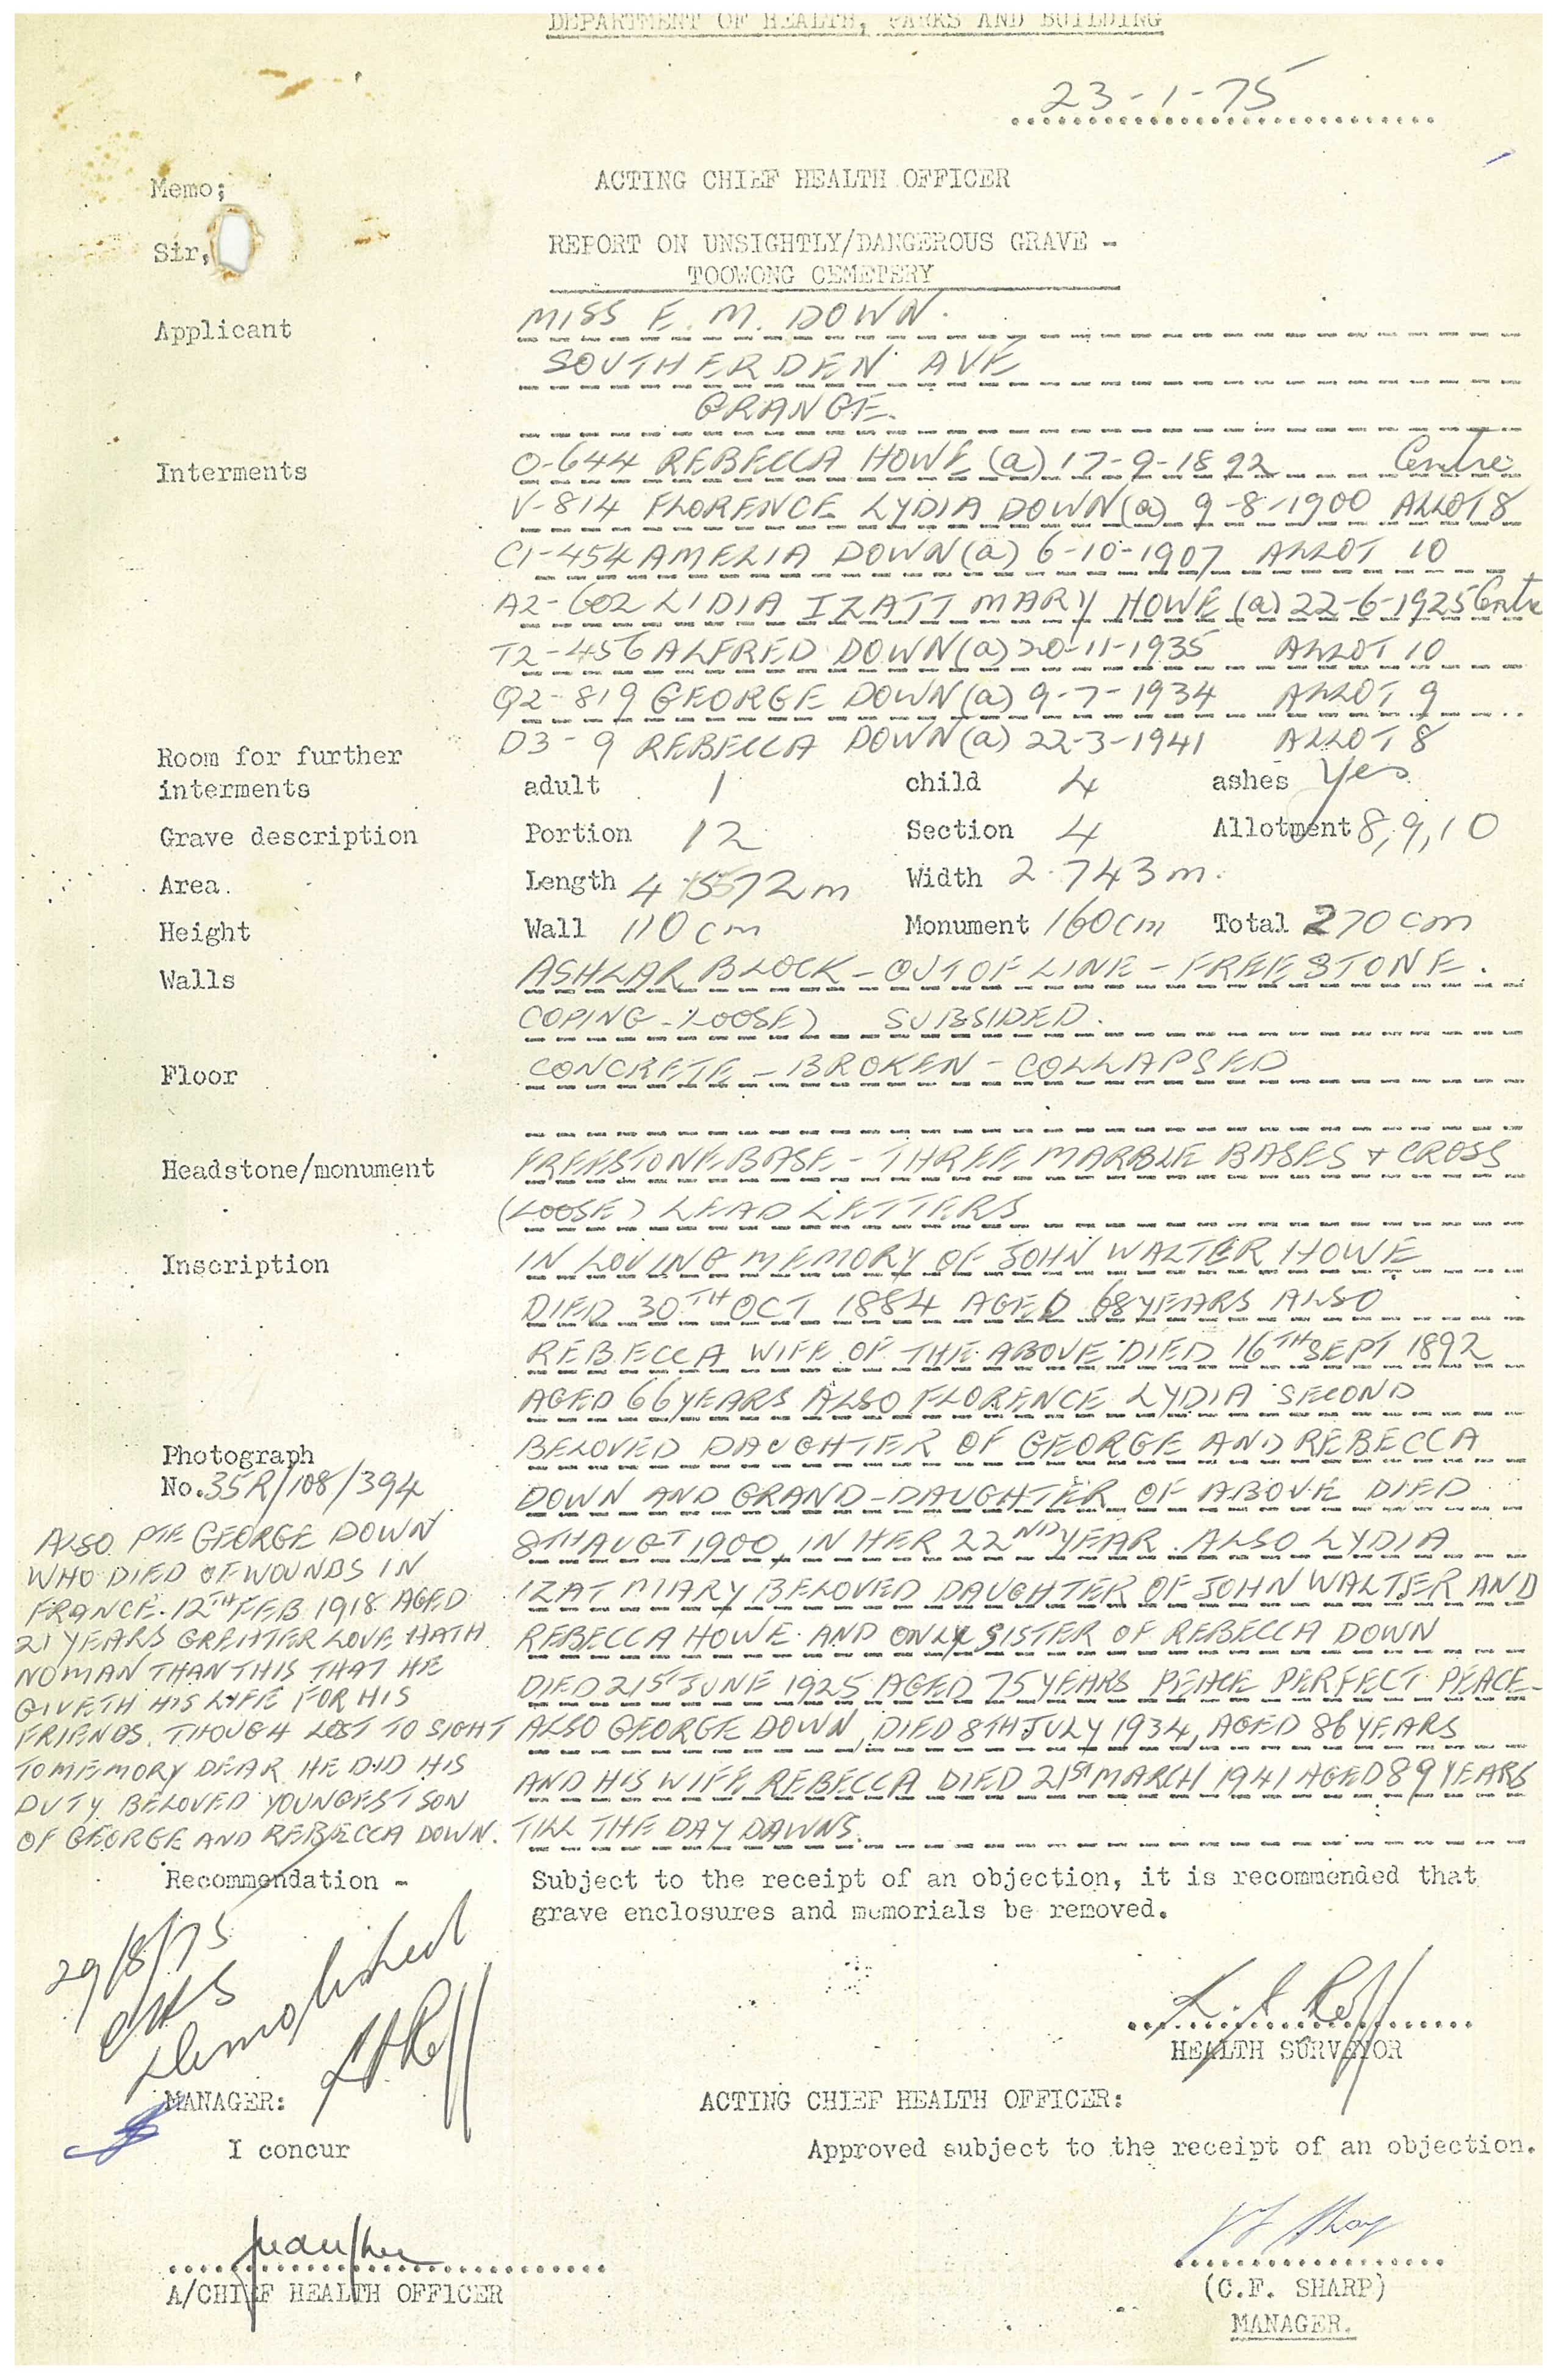 DEPARTMENT OF HEALTH, PARKS AND BUILDING
23-1-75
Memo;
ACTING CHIEF HEALTH OFFICER
Sir,
REPORT ON UNSIGHTLY/DANGEROUS GRAVE -
TOOWONG CEMETERY
Applicant MISS E. M. DOWN.
SOUTHERDEN AVE
GRANGE.
Interments O-644 REBECCA HOWE (a) 17-9-1892 Centre
V-814 FLORENCE LYDIA DOWN (a) 9-8-1900 ALLOT 8
C1-454 AMELIA DOWN (a) 6-10-1907 ALLOT 10
A2-602 LIDIA IZATT MARY HOWE (a) 22-6-1925 Centre
T2-456 ALFRED DOWN (a) 20-11-1935 ALLOT 10
Q2-819 GEORGE DOWN (a) 9-7-1934 ALLOT 9
D3-9 REBECCA DOWN (a) 22-3-1941 ALLOT 8
Room for further
interments adult 1 child 4 ashes Yes
Grave description Portion 12 Section 4 Allotment 8,9,10
Area. Length 4.572m Width 2.743m.
Height Wall 110cm Monument 160cm Total 270cm
Walls ASHLAR BLOCK - OUT OF LINE - FREESTONE.
COPING - LOOSE) SUBSIDED.
Floor CONCRETE - BROKEN - COLLAPSED
Headstone/monument FREESTONE BASE - THREE MARBLE BASES + CROSS
(LOOSE) LEAD LETTERS
Inscription IN LOVING MEMORY OF JOHN WALTER HOWE
DIED 30TH OCT 1884 AGED 68 YEARS ALSO
REBECCA WIFE OF THE ABOVE DIED 16TH SEPT 1892
AGED 66 YEARS ALSO FLORENCE LYDIA SECOND
BELOVED DAUGHTER OF GEORGE AND REBECCA
DOWN AND GRAND-DAUGHTER OF ABOVE DIED
8TH AUGT 1900 IN HER 22ND YEAR. ALSO LYDIA
IZAT MARY BELOVED DAUGHTER OF JOHN WALTER AND
REBECCA HOWE AND ONLY SISTER OF REBECCA DOWN
DIED 21ST JUNE 1925 AGED 75 YEARS PEACE PERFECT PEACE-
ALSO GEORGE DOWN, DIED 8TH JULY 1934, AGED 86 YEARS
AND HIS WIFE REBECCA DIED 21ST MARCH 1941 AGED 89 YEARS
TILL THE DAY DAWNS.
Photograph
No. 35R/108/394
ALSO PTE GEORGE DOWN
WHO DIED OF WOUNDS IN
FRANCE. 12TH FEB 1918 AGED
21 YEARS GREATER LOVE HATH
NO MAN THAN THIS THAT HE
GIVETH HIS LIFE FOR HIS
FRIENDS. THOUGH LOST TO SIGHT
TO MEMORY DEAR HE DID HIS
DUTY. BELOVED YOUNGEST SON
OF GEORGE AND REBECCA DOWN.
Recommendation - Subject to the receipt of an objection, it is recommended that
grave enclosures and memorials be removed.
29/8/75
demolished
HEALTH SURVEYOR
MANAGER: ACTING CHIEF HEALTH OFFICER:
I concur Approved subject to the receipt of an objection.
A/CHIEF HEALTH OFFICER
(C.F. SHARP)
MANAGER.